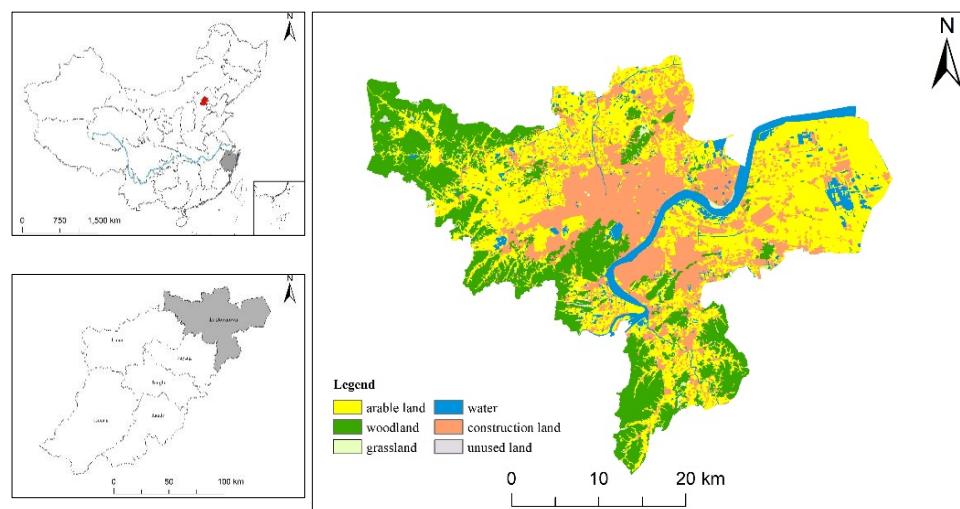 N
0 750 1,500 km
N
0 50 100 km
N
Legend
arable land
water
woodland
construction land
grassland
unused land
0 10 20 km